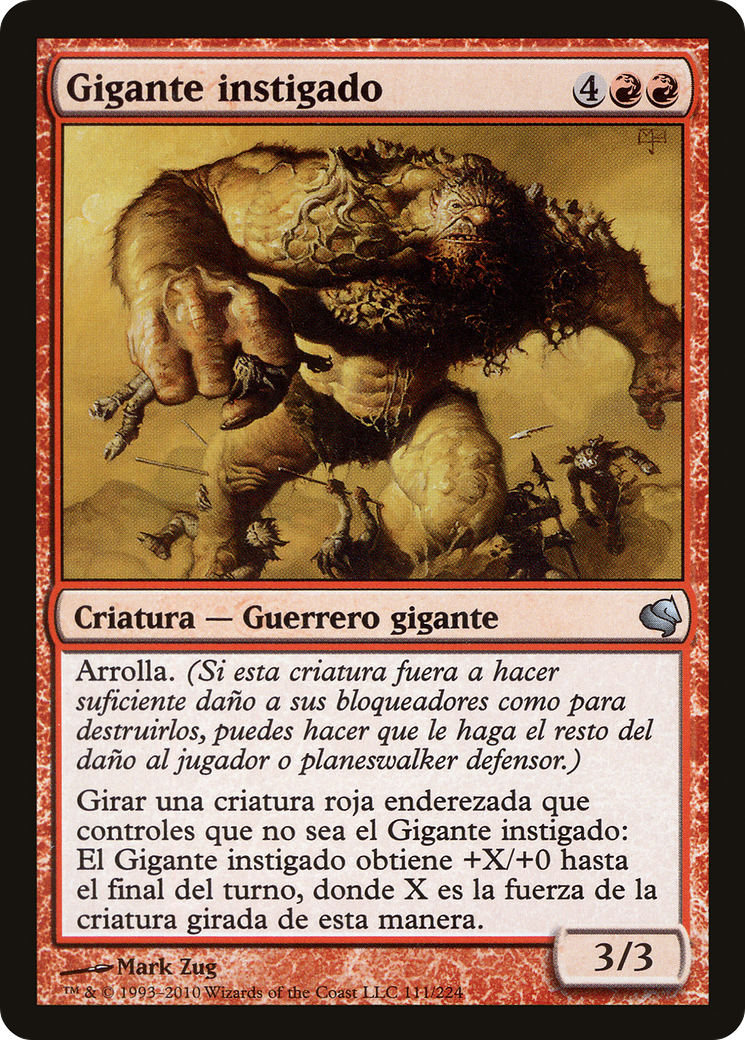 Gigante instigado 4
Criatura — Guerrero gigante
Arrolla. (Si esta criatura fuera a hacer
suficiente daño a sus bloqueadores como para
destruirlos, puedes hacer que le haga el resto del
daño al jugador o planeswalker defensor.)
Girar una criatura roja enderezada que
controles que no sea el Gigante instigado:
El Gigante instigado obtiene +X/+0 hasta
el final del turno, donde X es la fuerza de la
criatura girada de esta manera.
3/3
Mark Zug
™ & © 1993–2010 Wizards of the Coast LLC 111/224